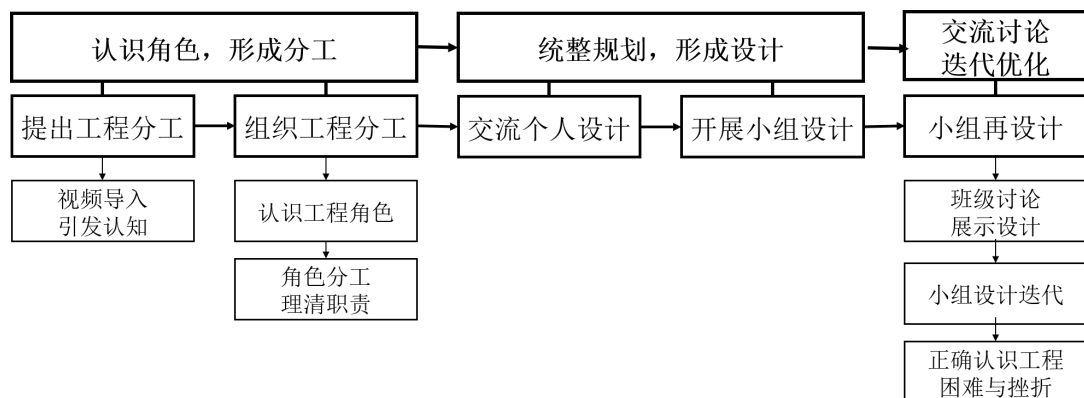 认识角色，形成分工
统整规划，形成设计
交流讨论
迭代优化
提出工程分工
组织工程分工
交流个人设计
开展小组设计
小组再设计
视频导入
引发认知
认识工程角色
班级讨论
展示设计
角色分工
理清职责
小组设计迭代
正确认识工程
困难与挫折